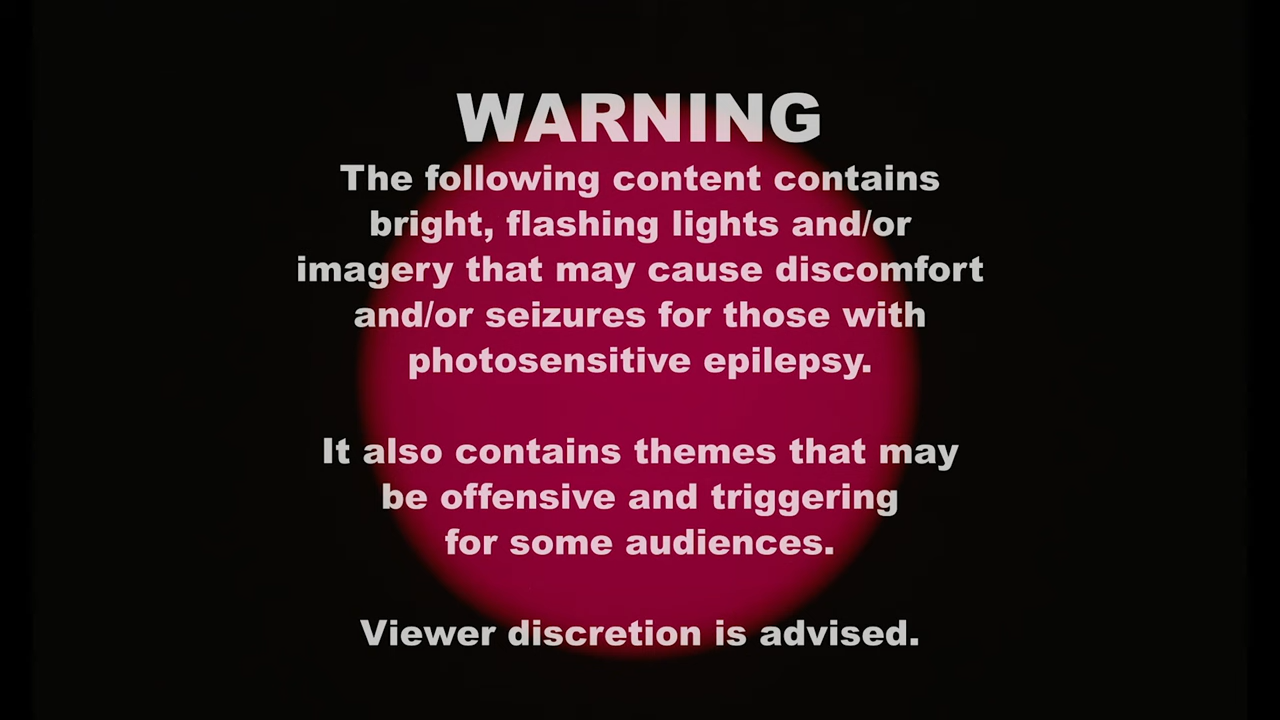 WARNING
The following content contains
bright, flashing lights and/or
imagery that may cause discomfort
and/or seizures for those with
photosensitive epilepsy.
It also contains themes that may
be offensive and triggering
for some audiences.
Viewer discretion is advised.